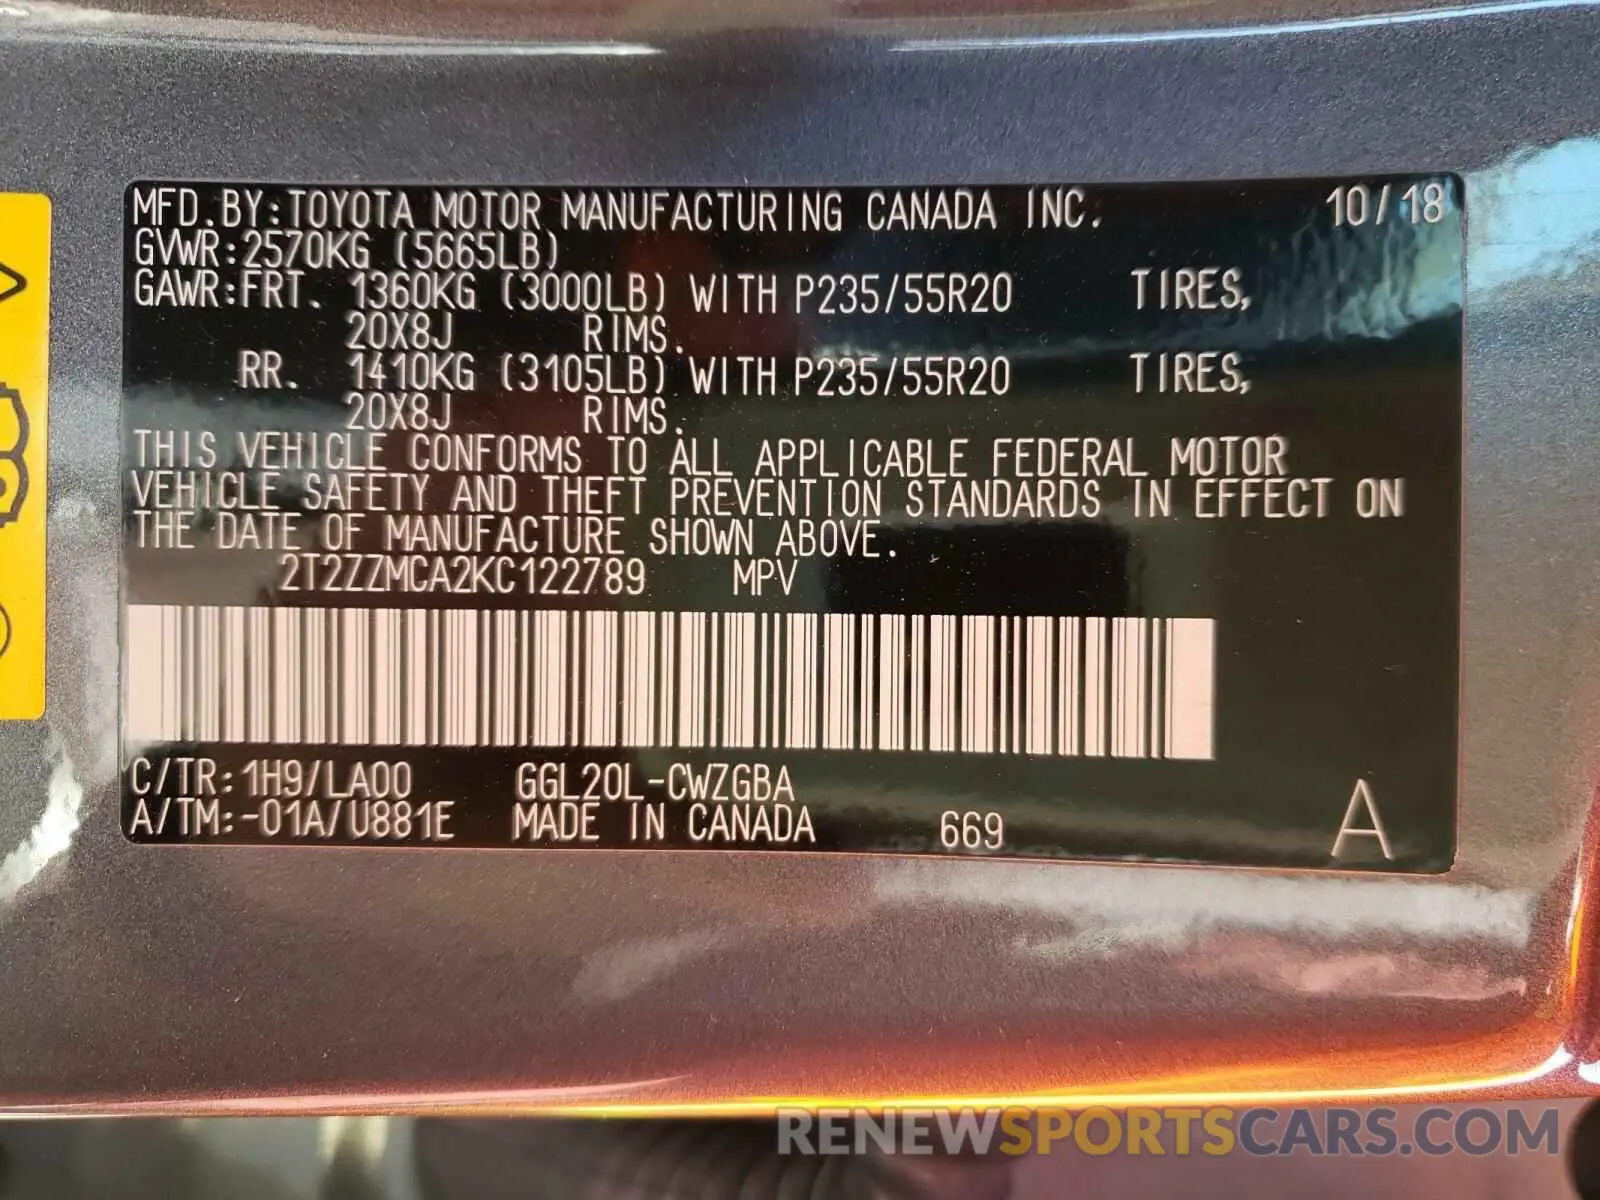 MFD.BY:TOYOTA MOTOR MANUFACTURING CANADA INC. 10/18
GVWR:2570KG (5665LB)
GAWR:FRT. 1360KG (3000LB) WITH P235/55R20 TIRES,
20X8J RIMS.
RR. 1410KG (3105LB) WITH P235/55R20 TIRES,
20X8J RIMS.
THIS VEHICLE CONFORMS TO ALL APPLICABLE FEDERAL MOTOR
VEHICLE SAFETY AND THEFT PREVENTION STANDARDS IN EFFECT ON
THE DATE OF MANUFACTURE SHOWN ABOVE.
2T2ZZMCA2KC122789 MPV
C/TR:1H9/LA00 GGL20L-CWZGBA
A/TM:-01A/U881E MADE IN CANADA 669 A
RENEWSPORTSCARS.COM